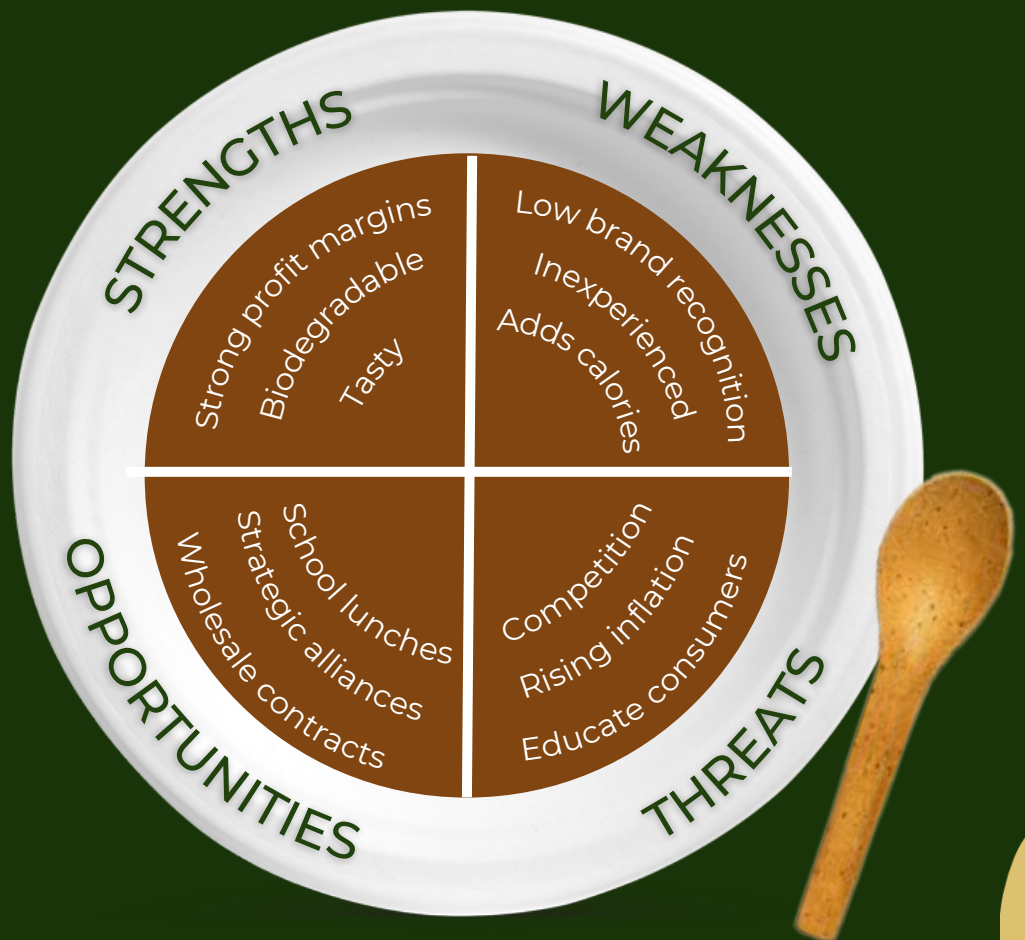 STRENGTHS
Strong profit margins
Biodegradable
Tasty
WEAKNESSES
Low brand recognition
Inexperienced
Adds calories
OPPORTUNITIES
School lunches
Strategic alliances
Wholesale contracts
THREATS
Competition
Rising inflation
Educate consumers